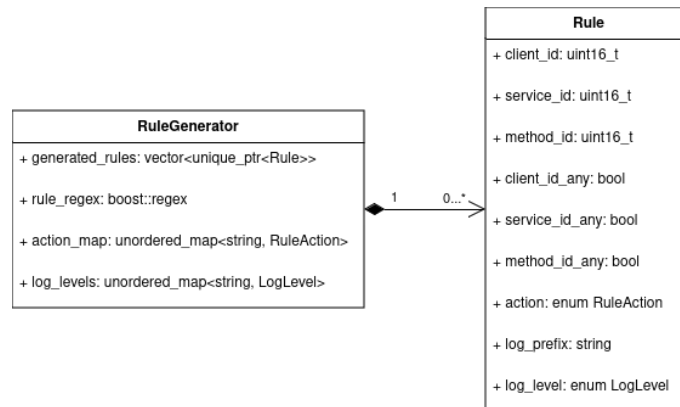 RuleGenerator
+ generated_rules: vector<unique_ptr<Rule>>
+ rule_regex: boost::regex
+ action_map: unordered_map<string, RuleAction>
+ log_levels: unordered_map<string, LogLevel>
1
0...*
Rule
+ client_id: uint16_t
+ service_id: uint16_t
+ method_id: uint16_t
+ client_id_any: bool
+ service_id_any: bool
+ method_id_any: bool
+ action: enum RuleAction
+ log_prefix: string
+ log_level: enum LogLevel